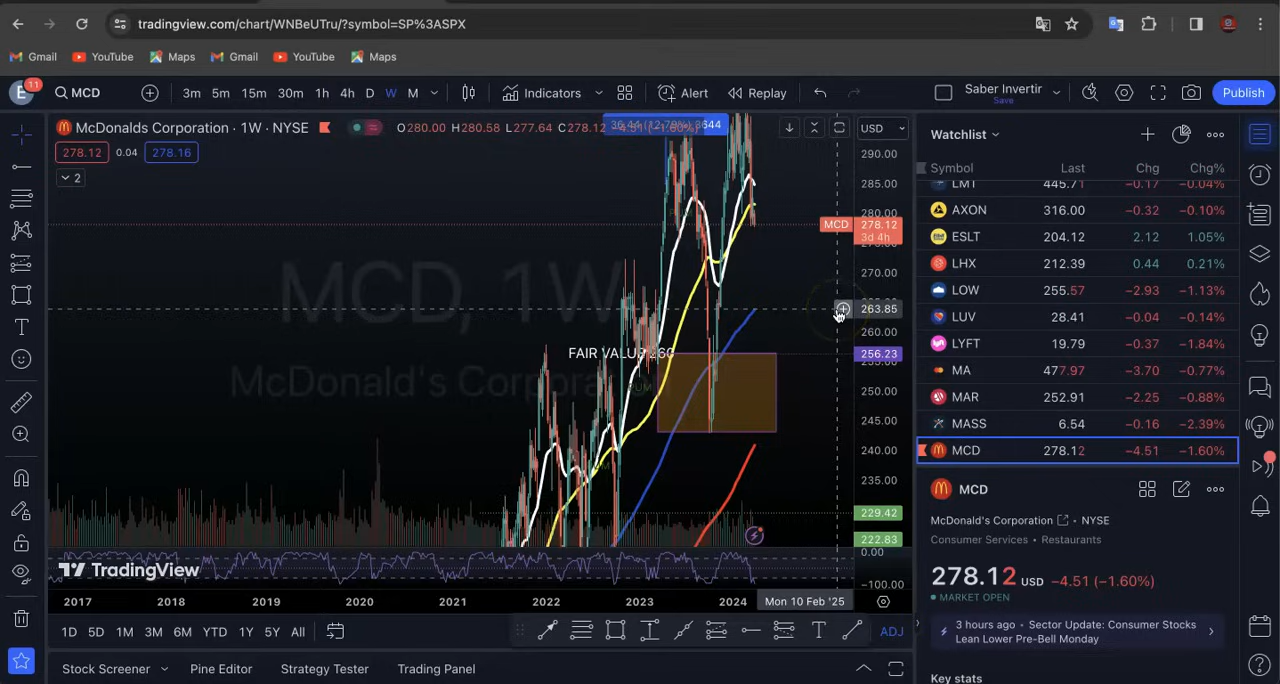 tradingview.com/chart/WNBeUTru/?symbol=SP%3ASPX
Gmail YouTube Maps Gmail YouTube Maps
E 11 MCD 3m 5m 15m 30m 1h 4h D W M Indicators Alert Replay Saber Invertir Save Publish
McDonalds Corporation · 1W · NYSE O280.00 H280.58 L277.64 C278.12 −4.51 (−1.60%) USD
278.12 0.04 278.16
2
290.00
285.00
280.00
MCD 278.12
3d 4h
270.00
263.85
260.00
256.23
250.00
245.00
240.00
235.00
229.42
222.83
0.00
−100.00
MCD, 1W
McDonald's Corporation
FAIR VALUE 260
TradingView
2017 2018 2019 2020 2021 2022 2023 2024 Mon 10 Feb '25
1D 5D 1M 3M 6M YTD 1Y 5Y All ADJ
Stock Screener Pine Editor Strategy Tester Trading Panel
Watchlist
Symbol Last Chg Chg%
LMT 445.71 −0.17 −0.04%
AXON 316.00 −0.32 −0.10%
ESLT 204.12 2.12 1.05%
LHX 212.39 0.44 0.21%
LOW 255.57 −2.93 −1.13%
LUV 28.41 −0.04 −0.14%
LYFT 19.79 −0.37 −1.84%
MA 477.97 −3.70 −0.77%
MAR 252.91 −2.25 −0.88%
MASS 6.54 −0.16 −2.39%
MCD 278.12 −4.51 −1.60%
MCD
McDonald's Corporation • NYSE
Consumer Services • Restaurants
278.12 USD −4.51 (−1.60%)
MARKET OPEN
3 hours ago • Sector Update: Consumer Stocks
Lean Lower Pre-Bell Monday
Key stats